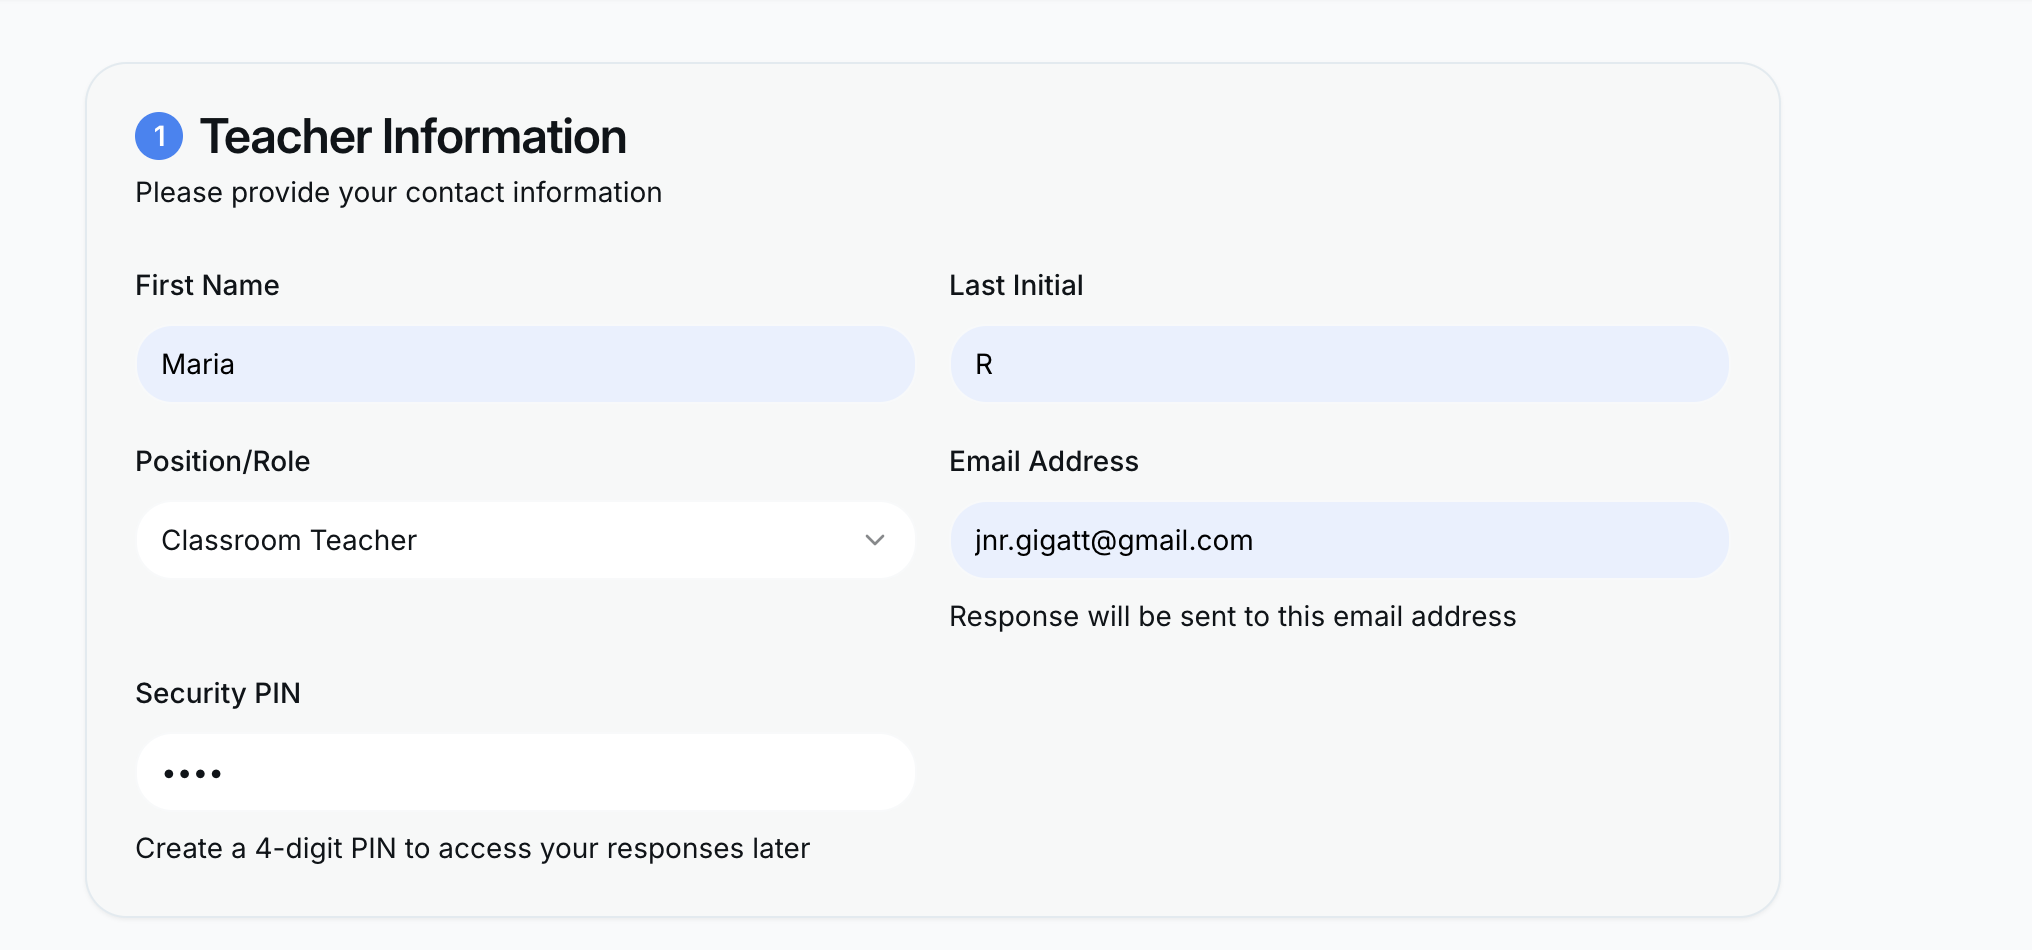 1 Teacher Information
Please provide your contact information
First Name
Last Initial
Maria
R
Position/Role
Email Address
Classroom Teacher
jnr.gigatt@gmail.com
Response will be sent to this email address
Security PIN
••••
Create a 4-digit PIN to access your responses later